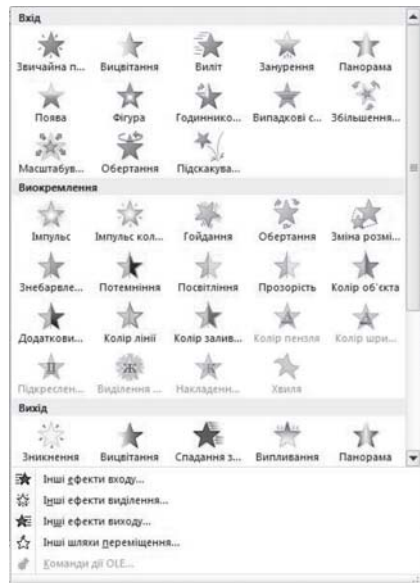 Вхід
Звичайна п... Вицвітання Виліт Занурення Панорама
Поява Фігура Годиннико... Випадкові с... Збільшення...
Масштабув... Обертання Підскакува...
Виокремлення
Імпульс Імпульс кол... Гойдання Обертання Зміна розмі...
Знебарвле... Потемніння Посвітління Прозорість Колір об'єкта
Додаткови... Колір лінії Колір залив... Колір пензля Колір шри...
Підкреслен... Виділення ... Накладенн... Хвиля
Вихід
Зникнення Вицвітання Спадання з... Випливання Панорама
Інші ефекти входу...
Інші ефекти виділення...
Інші ефекти виходу...
Інші шляхи переміщення...
Команди дії OLE...